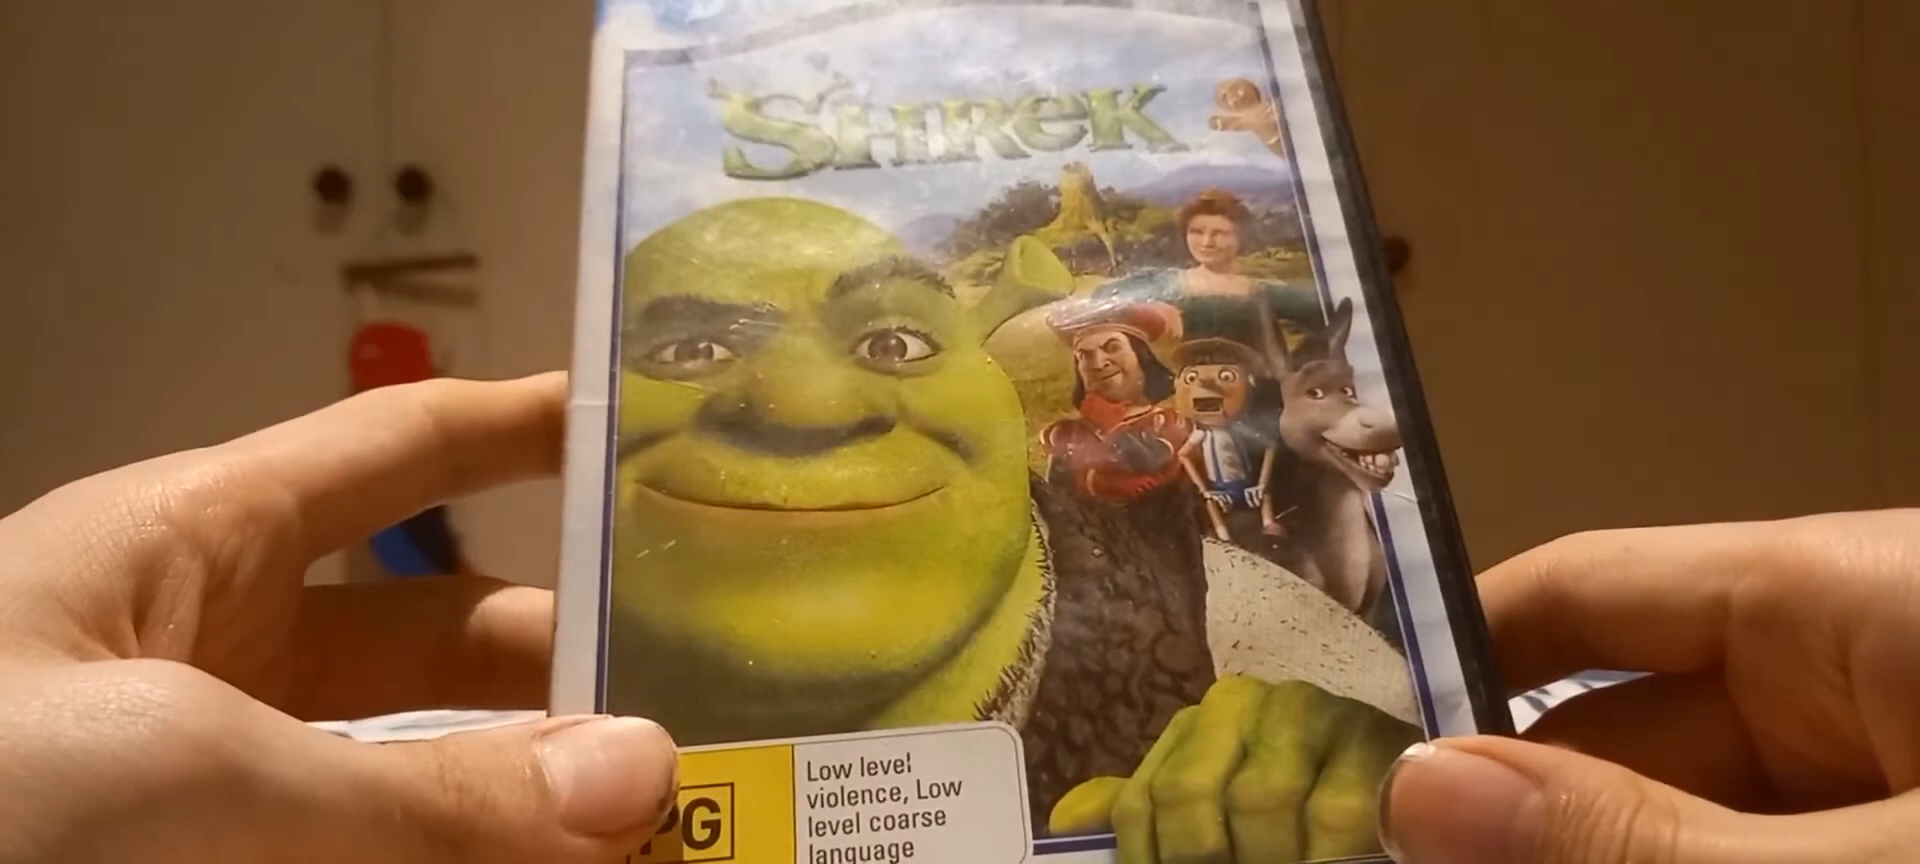 SHREK
PG
Low level
violence, Low
level coarse
language